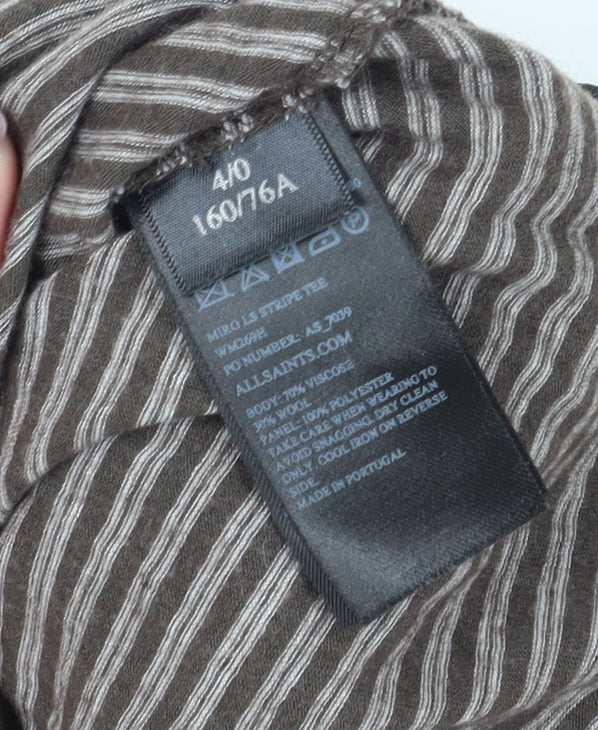 4/0
160/76A
MIRO LS STRIPE TEE
WM269H
PO NUMBER: AS_7039
ALLSAINTS.COM
BODY: 70% VISCOSE
30% WOOL
PANEL: 100% POLYESTER
TAKE CARE WHEN WEARING TO
AVOID SNAGGING. DRY CLEAN
ONLY. COOL IRON ON REVERSE
SIDE
MADE IN PORTUGAL